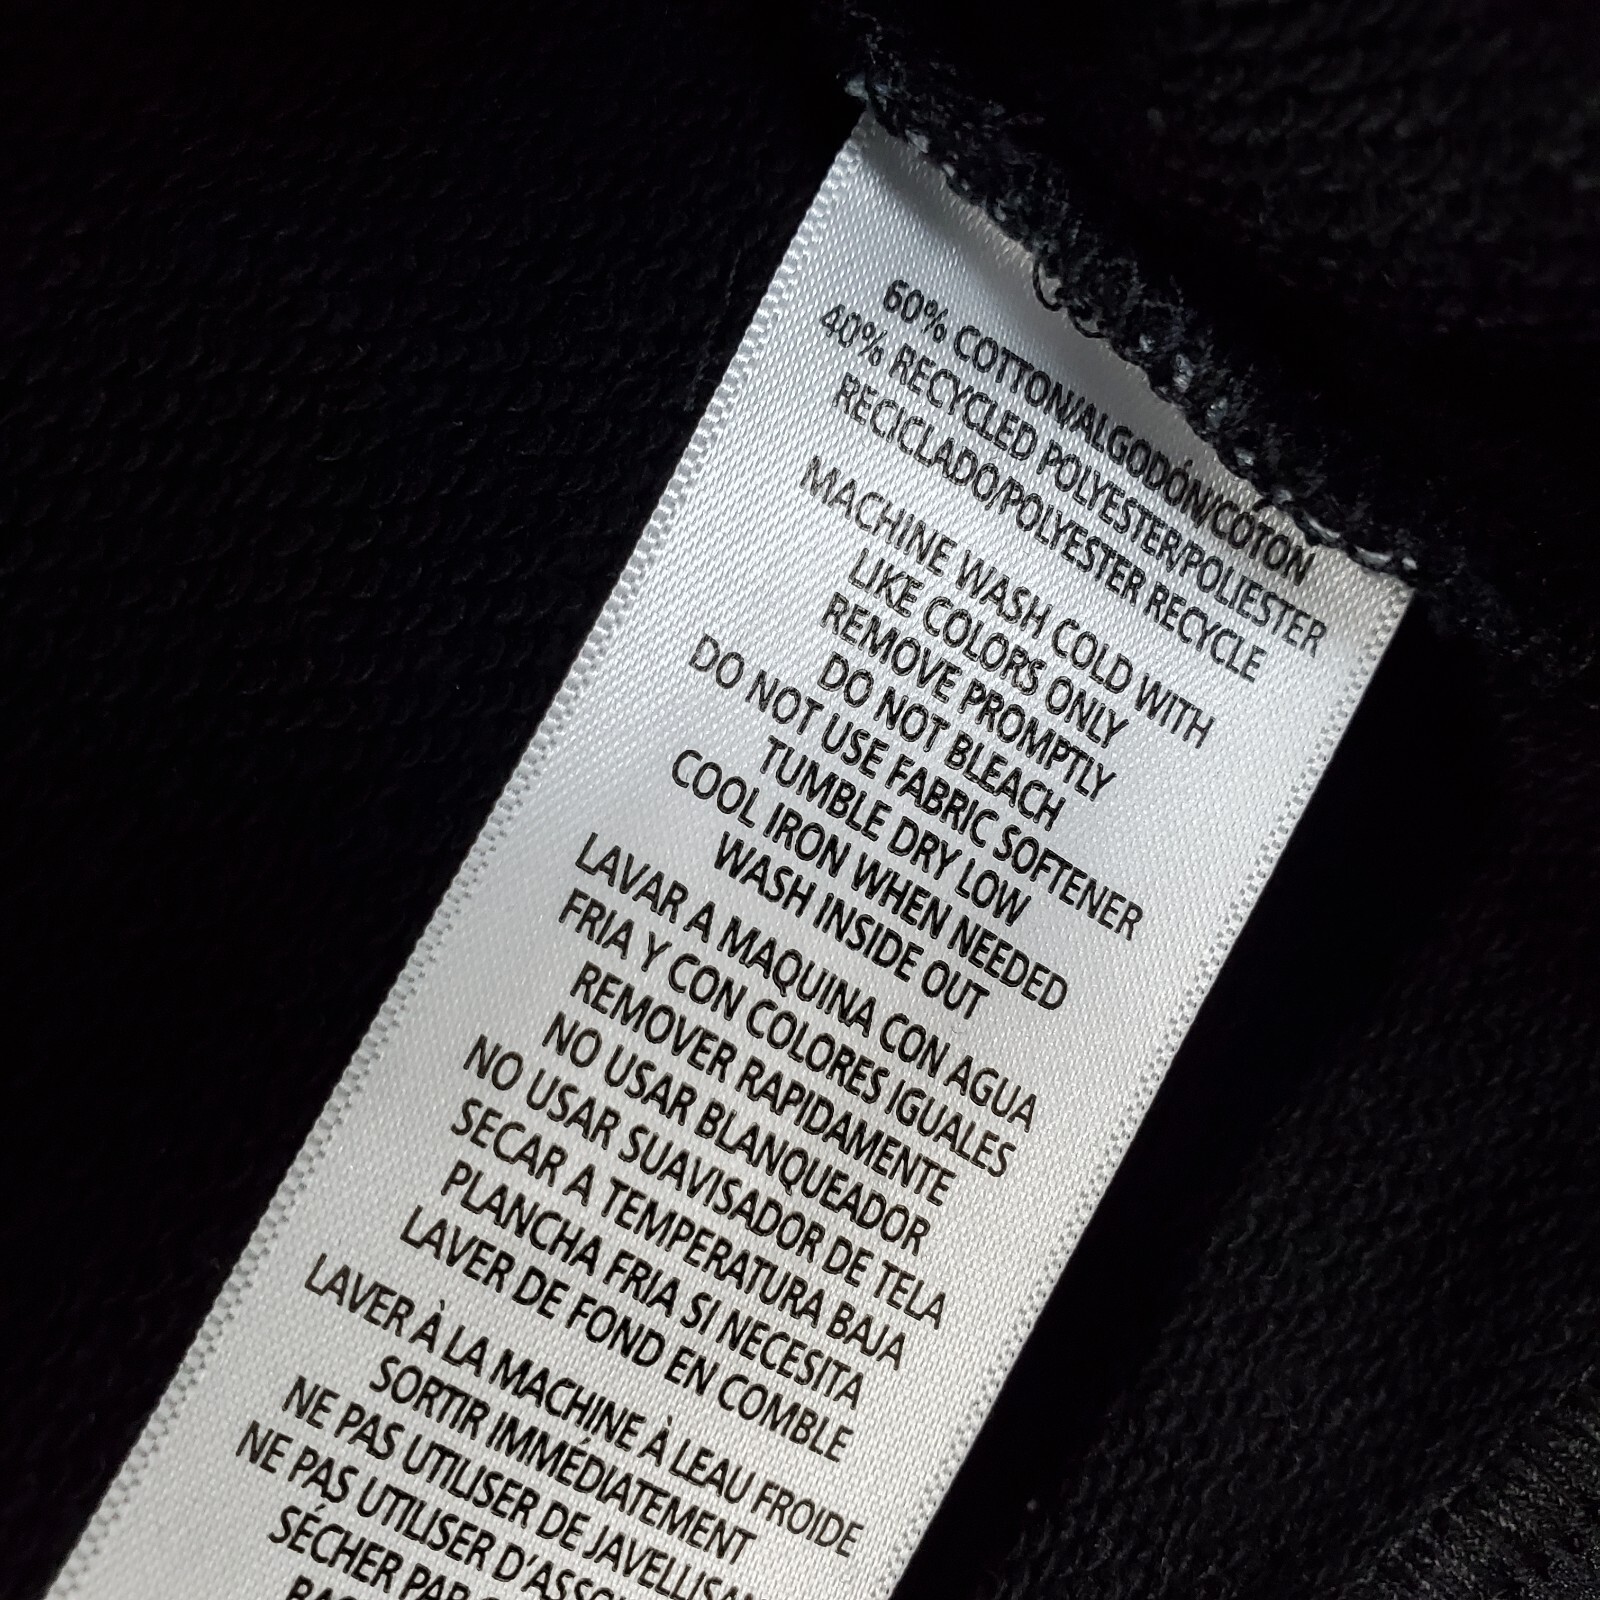 60% COTTON/ALGODÓN/COTON
40% RECYCLED POLYESTER/POLIESTER
RECICLADO/POLYESTER RECYCLE
MACHINE WASH COLD WITH
LIKE COLORS ONLY
REMOVE PROMPTLY
DO NOT BLEACH
DO NOT USE FABRIC SOFTENER
TUMBLE DRY LOW
COOL IRON WHEN NEEDED
WASH INSIDE OUT
LAVAR A MAQUINA CON AGUA
FRIA Y CON COLORES IGUALES
REMOVER RAPIDAMENTE
NO USAR BLANQUEADOR
NO USAR SUAVISADOR DE TELA
SECAR A TEMPERATURA BAJA
PLANCHA FRIA SI NECESITA
LAVER DE FOND EN COMBLE
LAVER À LA MACHINE À LEAU FROIDE
SORTIR IMMÉDIATEMENT
NE PAS UTILISER DE
NE PAS UTILISER
SÉCHER PAR